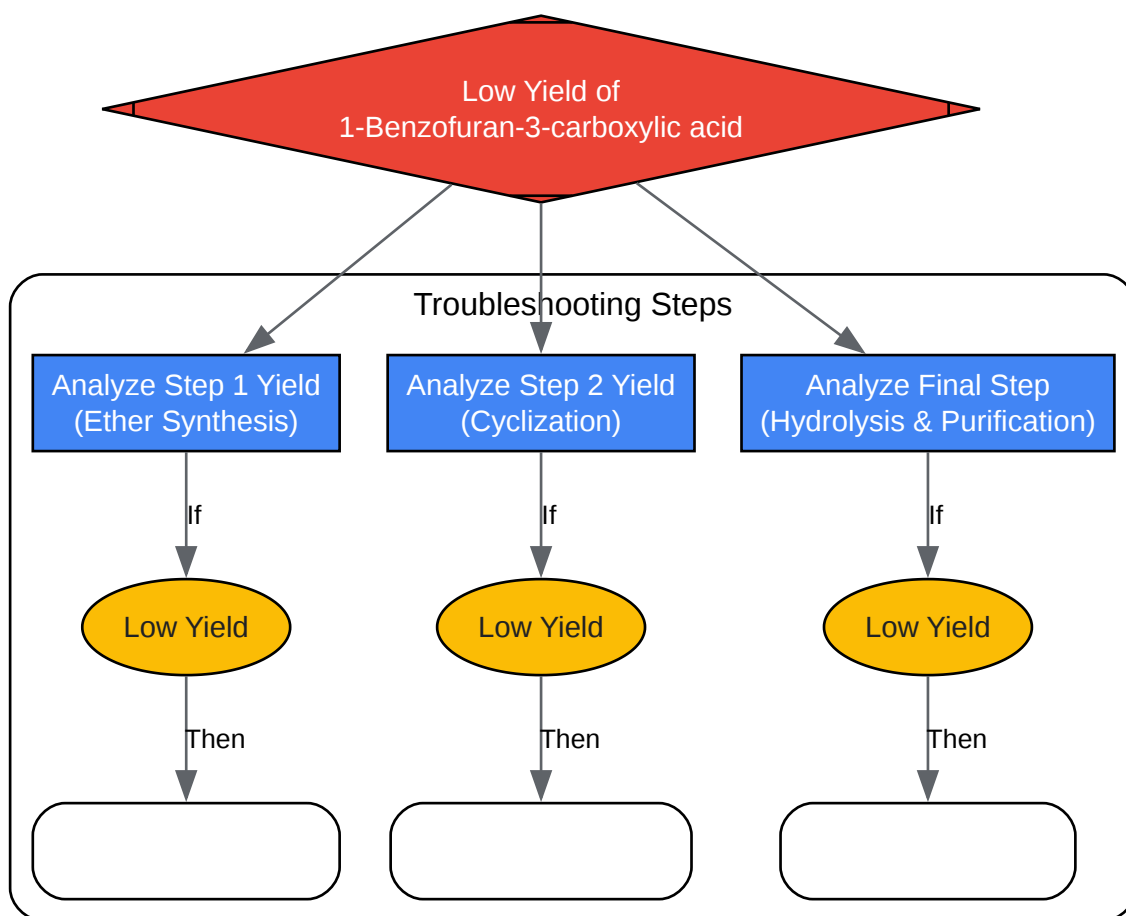 Low Yield of
1-Benzofuran-3-carboxylic acid
Troubleshooting Steps
Analyze Step 1 Yield
(Ether Synthesis)
Analyze Step 2 Yield
(Cyclization)
Analyze Final Step
(Hydrolysis & Purification)
If
If
If
Low Yield
Low Yield
Low Yield
Then
Then
Then